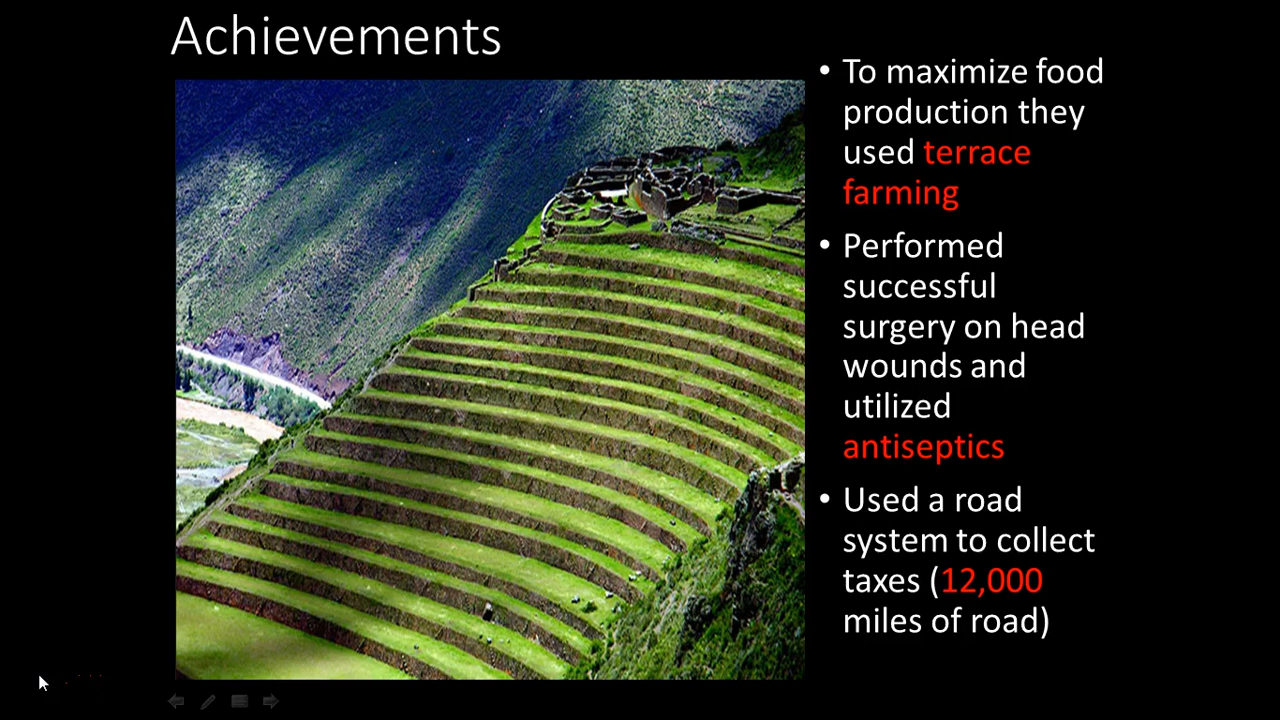 Achievements
• To maximize food
production they
used terrace
farming
• Performed
successful
surgery on head
wounds and
utilized
antiseptics
• Used a road
system to collect
taxes (12,000
miles of road)